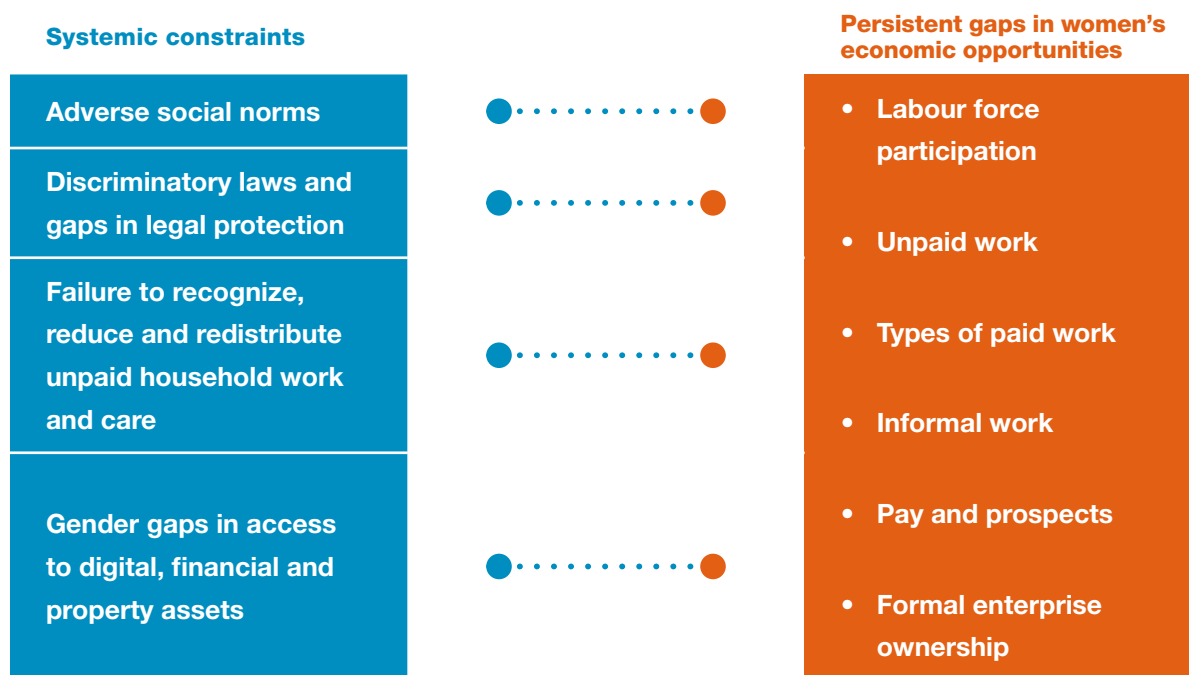 Systemic constraints
Adverse social norms
Discriminatory laws and
gaps in legal protection
Failure to recognize,
reduce and redistribute
unpaid household work
and care
Gender gaps in access
to digital, financial and
property assets
Persistent gaps in women’s
economic opportunities
• Labour force
participation
• Unpaid work
• Types of paid work
• Informal work
• Pay and prospects
• Formal enterprise
ownership